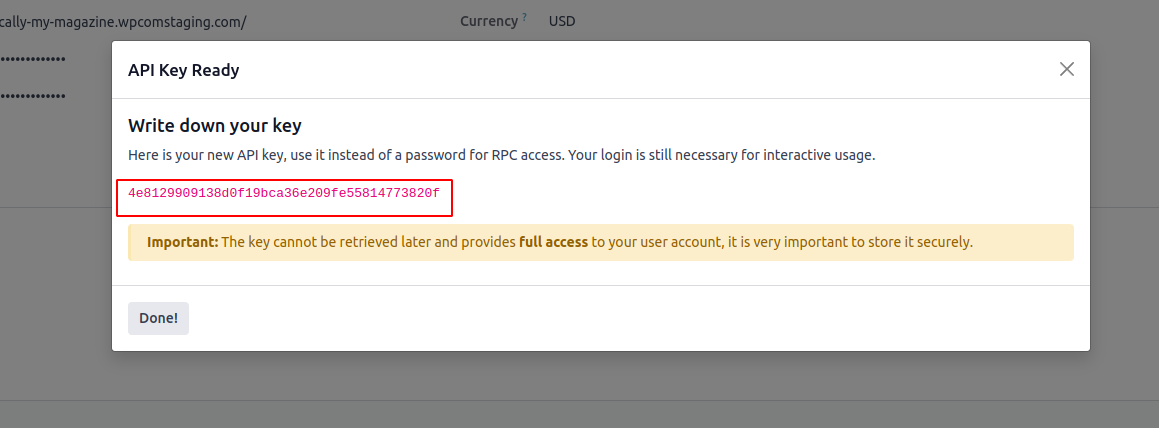 cally-my-magazine.wpcomstaging.com/
Currency ? USD
•••••••••••••
•••••••••••••
API Key Ready
Write down your key
Here is your new API key, use it instead of a password for RPC access. Your login is still necessary for interactive usage.
4e8129909138d0f19bca36e209fe55814773820f
Important: The key cannot be retrieved later and provides full access to your user account, it is very important to store it securely.
Done!